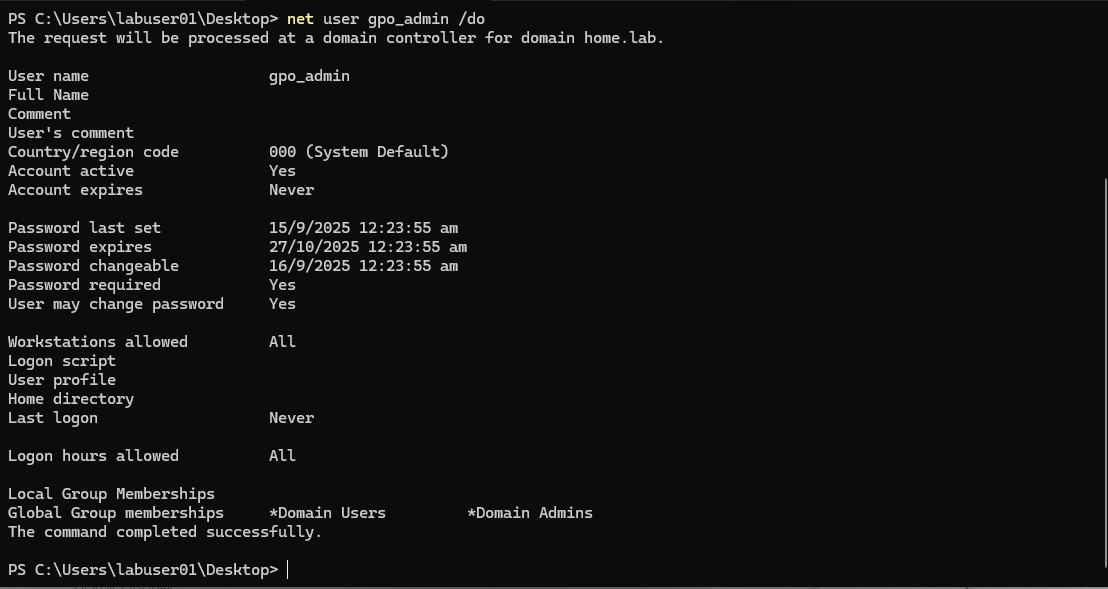 PS C:\Users\labuser01\Desktop> net user gpo_admin /do
The request will be processed at a domain controller for domain home.lab.
User name gpo_admin
Full Name
Comment
User's comment
Country/region code 000 (System Default)
Account active Yes
Account expires Never
Password last set 15/9/2025 12:23:55 am
Password expires 27/10/2025 12:23:55 am
Password changeable 16/9/2025 12:23:55 am
Password required Yes
User may change password Yes
Workstations allowed All
Logon script
User profile
Home directory
Last logon Never
Logon hours allowed All
Local Group Memberships
Global Group memberships *Domain Users *Domain Admins
The command completed successfully.
PS C:\Users\labuser01\Desktop>